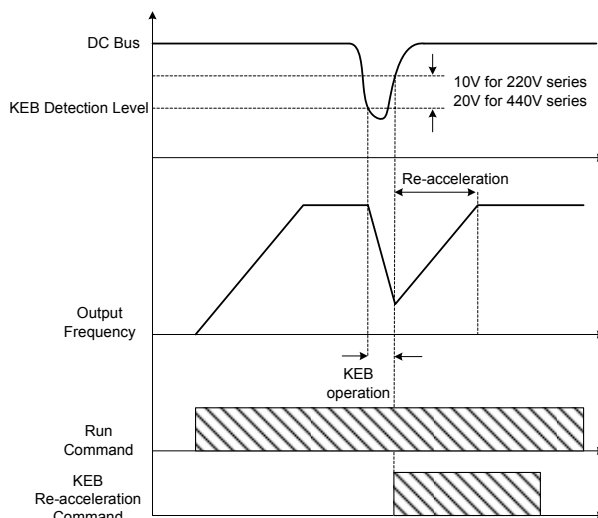 DC Bus
10V for 220V series
KEB Detection Level
20V for 440V series
Re-acceleration
Output
Frequency
KEB
operation
Run
Command
KEB
Re-acceleration
Command